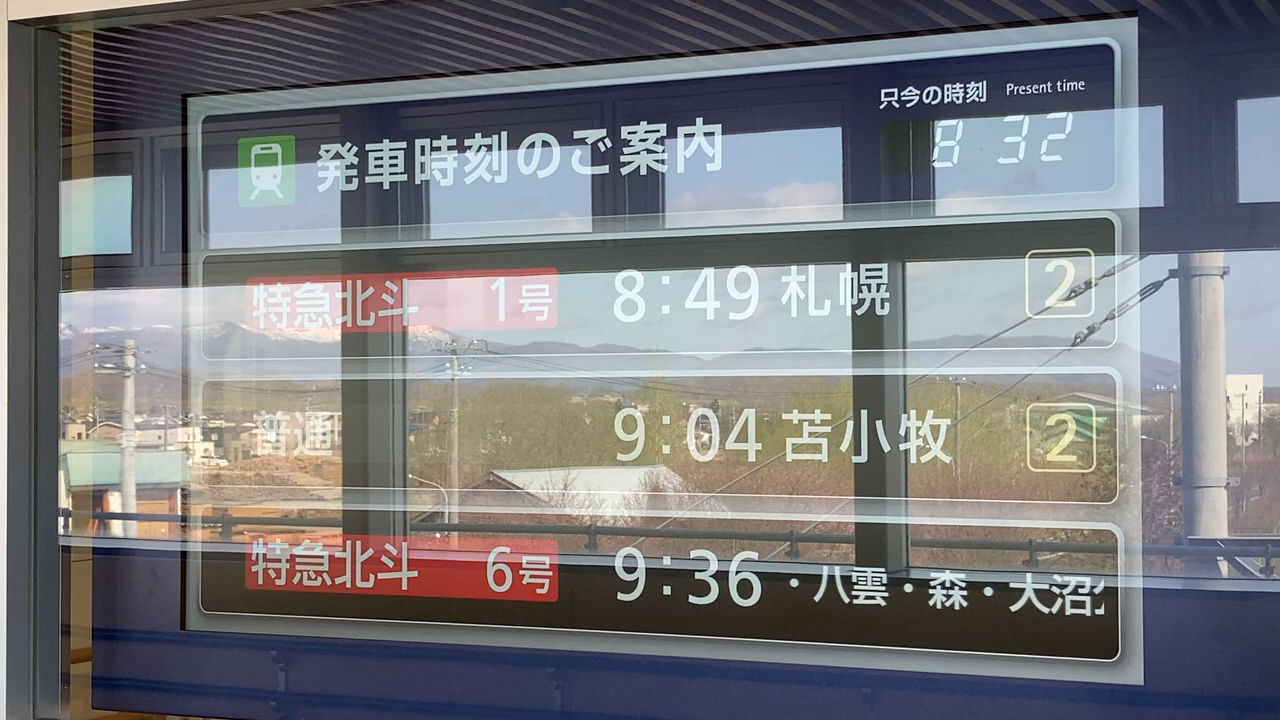 只今の時刻 Present time
発車時刻のご案内 8 32
特急北斗 1号 8:49 札幌 2
普通 9:04 苫小牧 2
特急北斗 6号 9:36 ・八雲・森・大沼